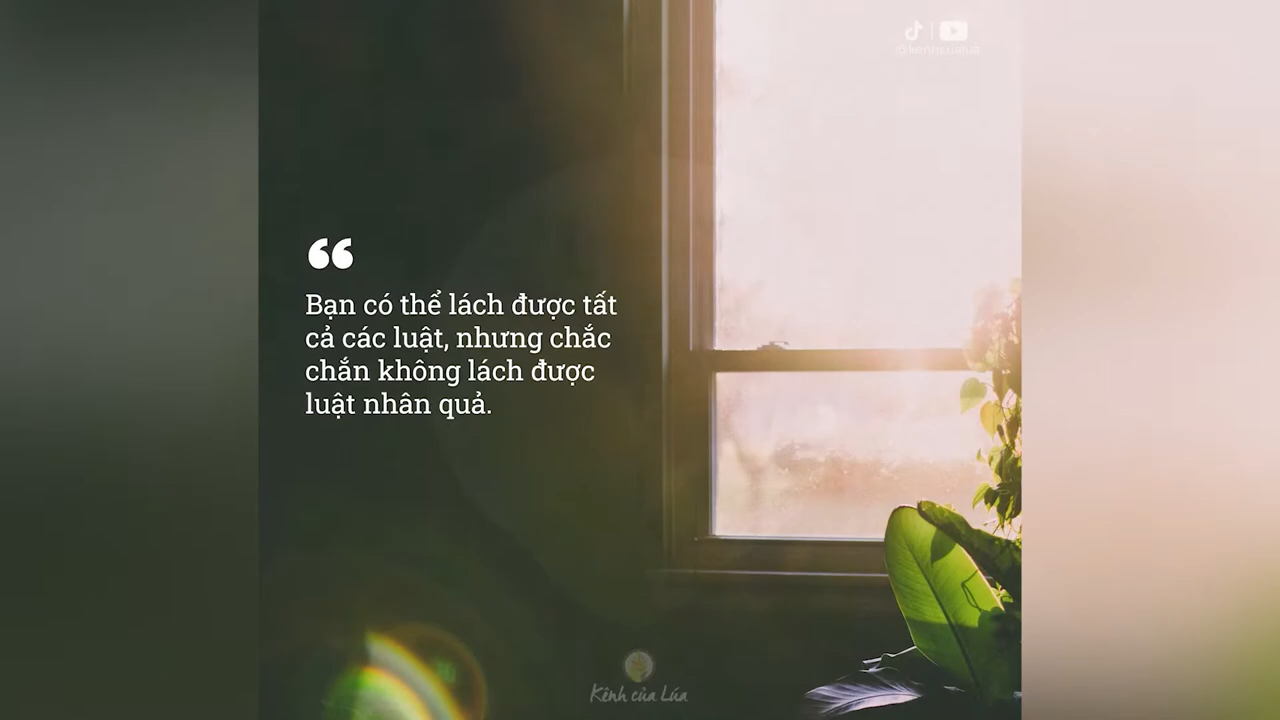 @kenhcualua
Bạn có thể lách được tất
cả các luật, nhưng chắc
chắn không lách được
luật nhân quả.
Kênh của Lúa